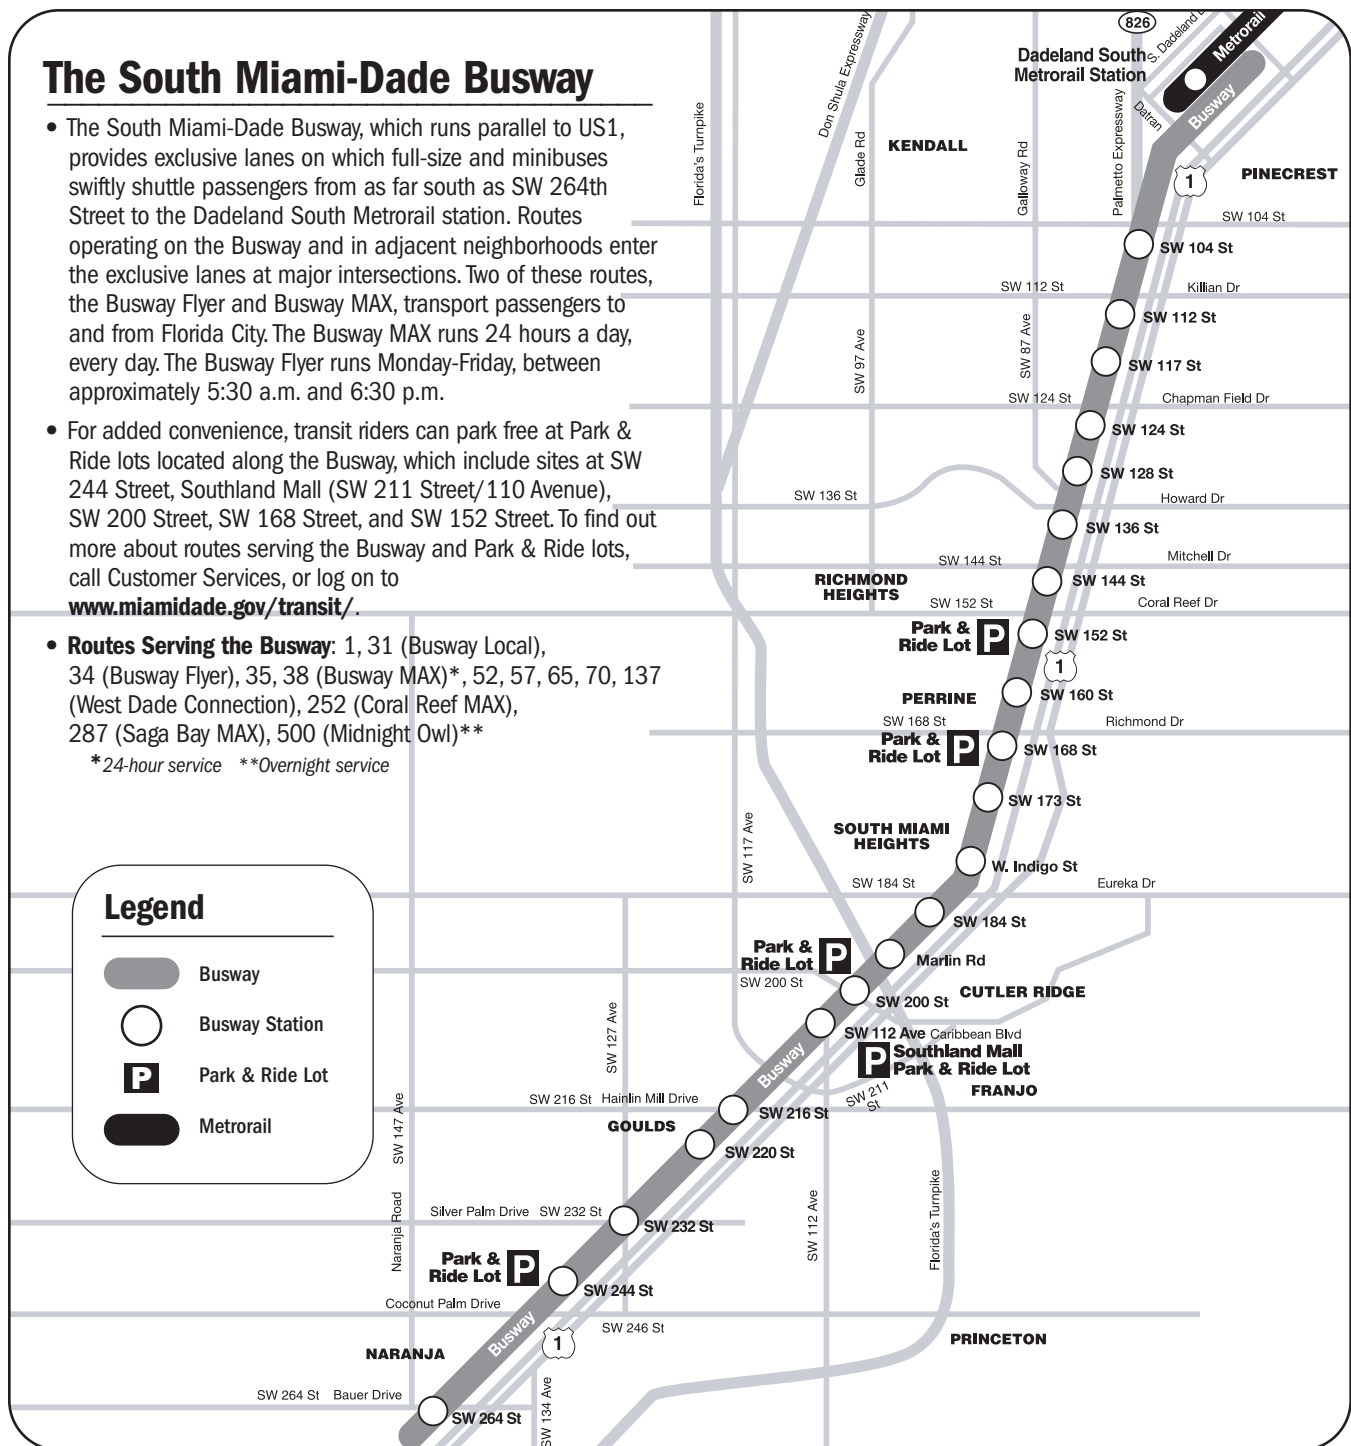 The South Miami-Dade Busway
• The South Miami-Dade Busway, which runs parallel to US1,
provides exclusive lanes on which full-size and minibuses
swiftly shuttle passengers from as far south as SW 264th
Street to the Dadeland South Metrorail station. Routes
operating on the Busway and in adjacent neighborhoods enter
the exclusive lanes at major intersections. Two of these routes,
the Busway Flyer and Busway MAX, transport passengers to
and from Florida City. The Busway MAX runs 24 hours a day,
every day. The Busway Flyer runs Monday-Friday, between
approximately 5:30 a.m. and 6:30 p.m.
• For added convenience, transit riders can park free at Park &
Ride lots located along the Busway, which include sites at SW
244 Street, Southland Mall (SW 211 Street/110 Avenue),
SW 200 Street, SW 168 Street, and SW 152 Street. To find out
more about routes serving the Busway and Park & Ride lots,
call Customer Services, or log on to
www.miamidade.gov/transit/.
• Routes Serving the Busway: 1, 31 (Busway Local),
34 (Busway Flyer), 35, 38 (Busway MAX)*, 52, 57, 65, 70, 137
(West Dade Connection), 252 (Coral Reef MAX),
287 (Saga Bay MAX), 500 (Midnight Owl)**
*24-hour service **Overnight service
Legend
Busway
Busway Station
P Park & Ride Lot
Metrorail
826
Dadeland South
Metrorail Station
S. Dadeland
Metrorail
Busway
Datran
Florida's Turnpike
Don Shula Expressway
Glade Rd
KENDALL
Galloway Rd
Palmetto Expressway
1
PINECREST
SW 104 St
SW 104 St
SW 112 St
Killian Dr
SW 112 St
SW 97 Ave
SW 87 Ave
SW 117 St
SW 124 St
Chapman Field Dr
SW 124 St
SW 128 St
SW 136 St
Howard Dr
SW 136 St
SW 144 St
Mitchell Dr
RICHMOND
HEIGHTS
SW 144 St
SW 152 St
Coral Reef Dr
Park &
Ride Lot
P
SW 152 St
1
PERRINE
SW 160 St
SW 168 St
Richmond Dr
Park &
Ride Lot
P
SW 168 St
SW 173 St
SW 117 Ave
SOUTH MIAMI
HEIGHTS
W. Indigo St
SW 184 St
Eureka Dr
SW 184 St
Park &
Ride Lot
P
Marlin Rd
SW 200 St
SW 200 St
CUTLER RIDGE
SW 127 Ave
SW 112 Ave
Caribbean Blvd
Busway
P
Southland Mall
Park & Ride Lot
SW 211
St
FRANJO
SW 147 Ave
SW 216 St
Hainlin Mill Drive
SW 216 St
GOULDS
SW 220 St
SW 112 Ave
Florida's Turnpike
Naranja Road
Silver Palm Drive
SW 232 St
SW 232 St
Park &
Ride Lot
P
SW 244 St
Coconut Palm Drive
SW 246 St
Busway
1
PRINCETON
NARANJA
SW 264 St
Bauer Drive
SW 264 St
SW 134 Ave